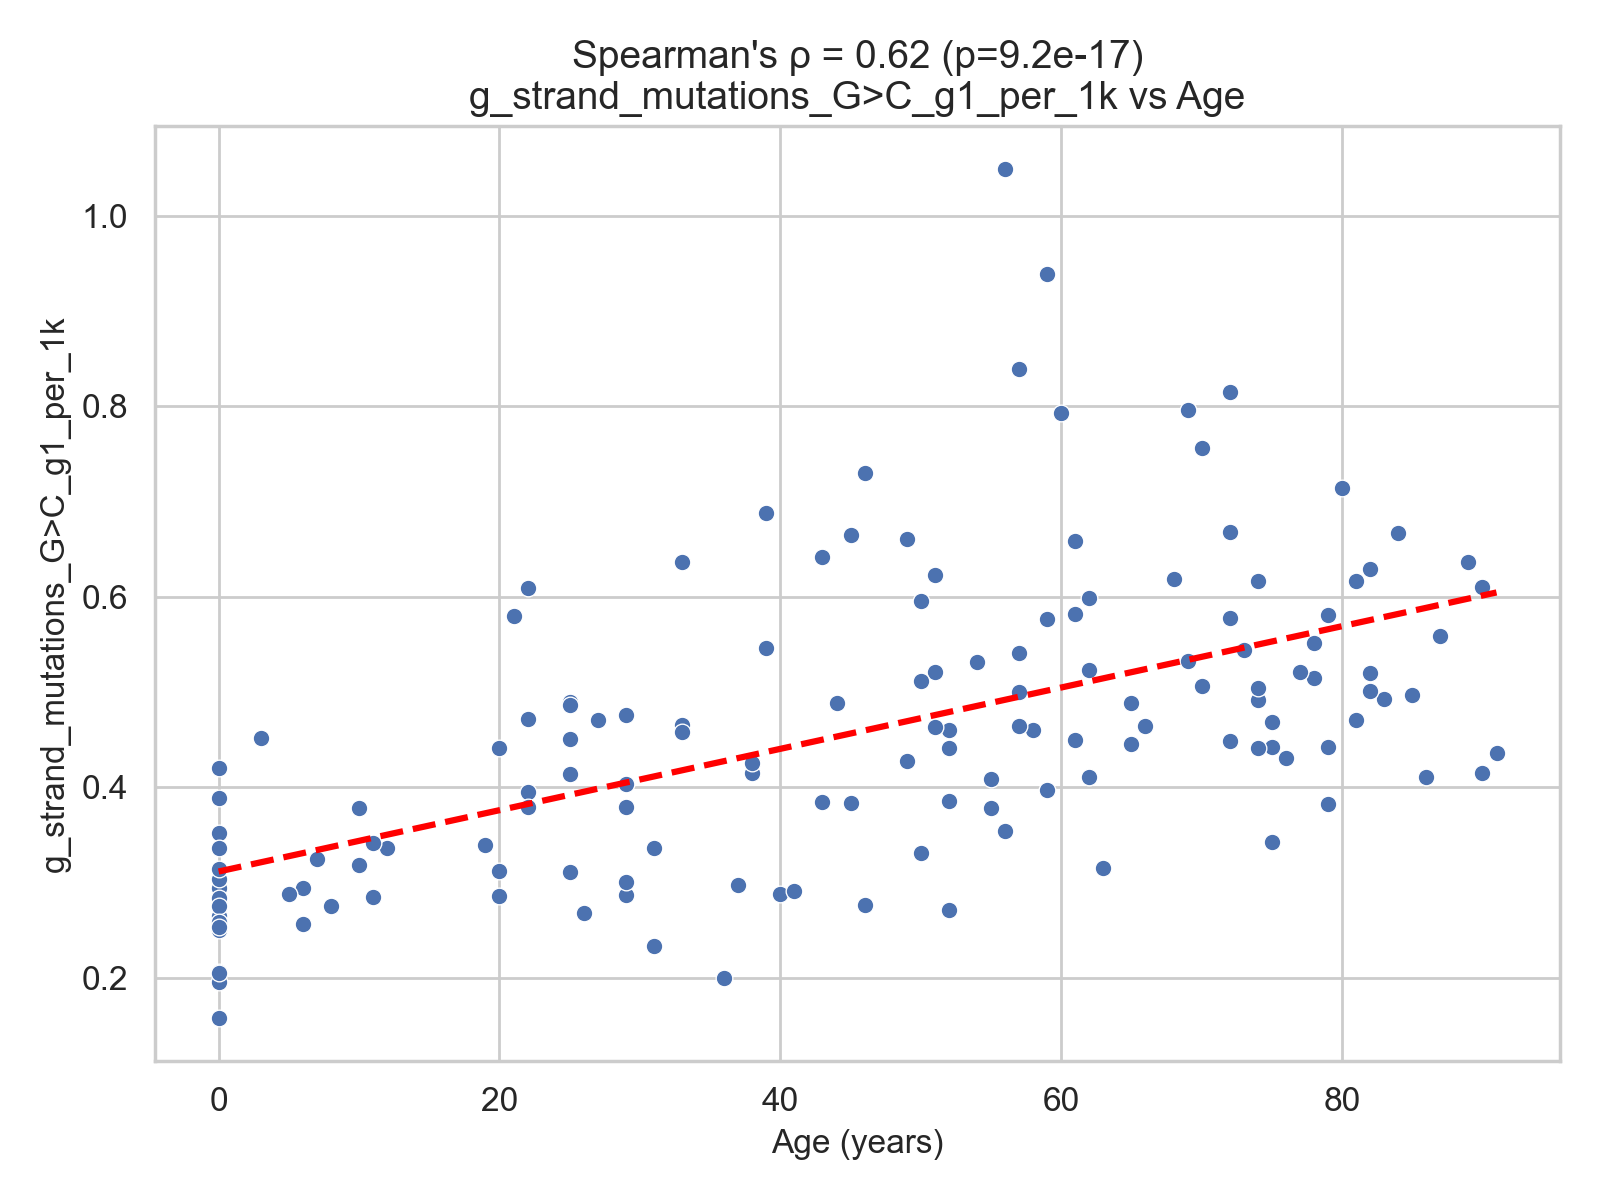 Spearman's ρ = 0.62 (p=9.2e-17)
g_strand_mutations_G>C_g1_per_1k vs Age
g_strand_mutations_G>C_g1_per_1k
1.0
0.8
0.6
0.4
0.2
0 20 40 60 80
Age (years)